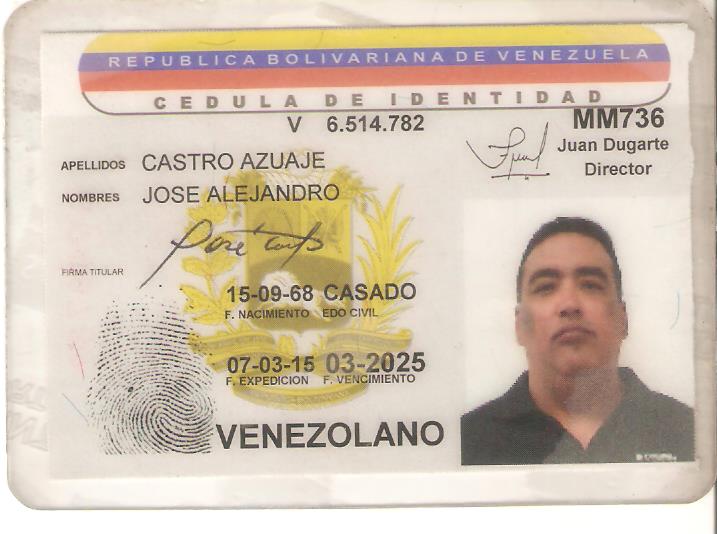 REPUBLICA BOLIVARIANA DE VENEZUELA
CEDULA DE IDENTIDAD
V 6.514.782
MM736
Juan Dugarte
Director
APELLIDOS CASTRO AZUAJE
NOMBRES JOSE ALEJANDRO
FIRMA TITULAR
15-09-68 CASADO
F. NACIMIENTO EDO CIVIL
07-03-15 03-2025
F. EXPEDICION F. VENCIMIENTO
VENEZOLANO